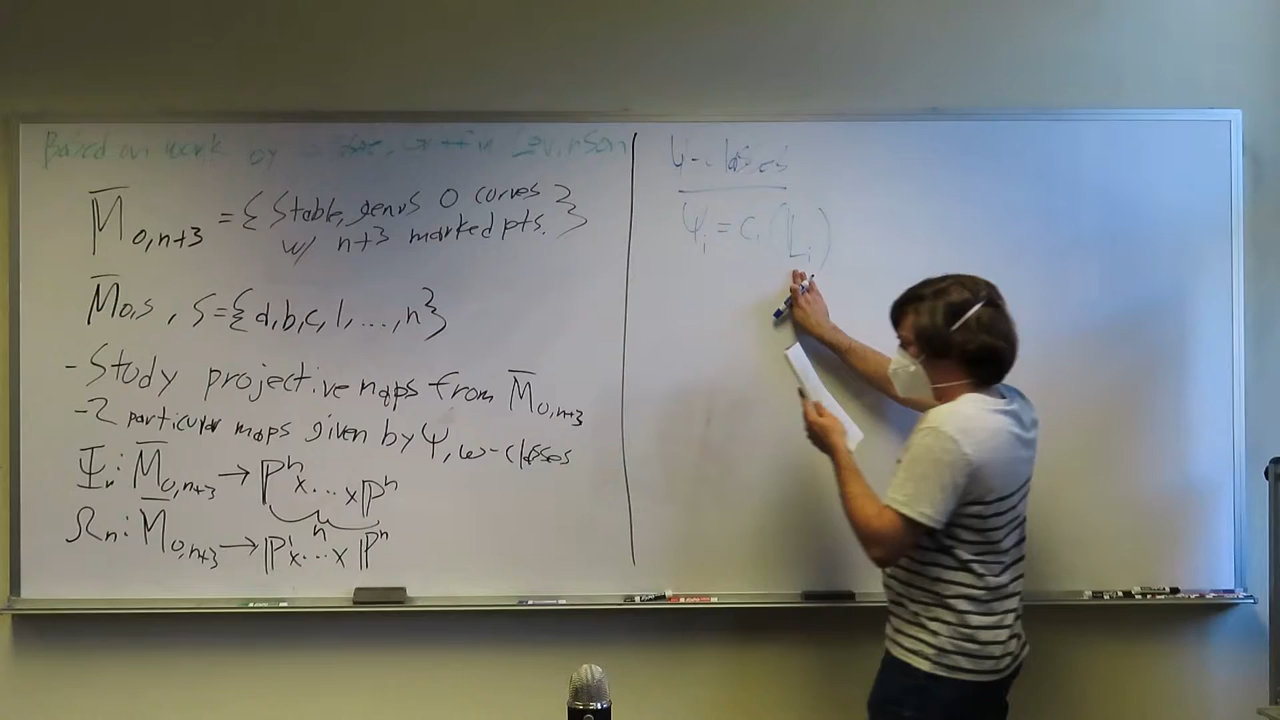 Based on work by Levinson
M̄0,n+3 = { Stable, genus 0 curves w/ n+3 marked pts. }
M̄0,S , S={a,b,c,1,...,n}
-Study projective maps from M̄0,n+3
-2 particular maps given by Ψ, ω-classes
Ψn: M̄0,n+3 → ℙⁿ x...x ℙⁿ
n
Ωn: M̄0,n+3 → ℙ¹ x...x ℙⁿ
Ψ-classes
Ψi = C1(𝕃i)